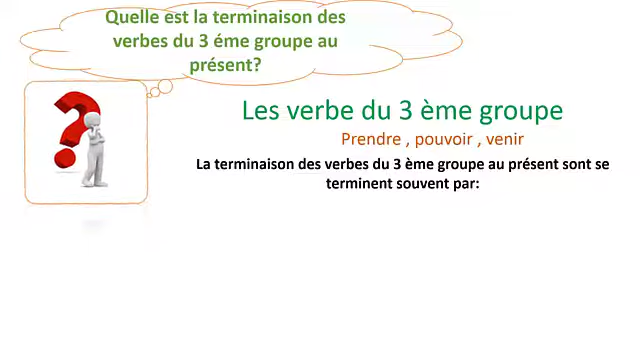 Quelle est la terminaison des
verbes du 3 éme groupe au
présent?
Les verbe du 3 ème groupe
Prendre , pouvoir , venir
La terminaison des verbes du 3 ème groupe au présent sont se
terminent souvent par: